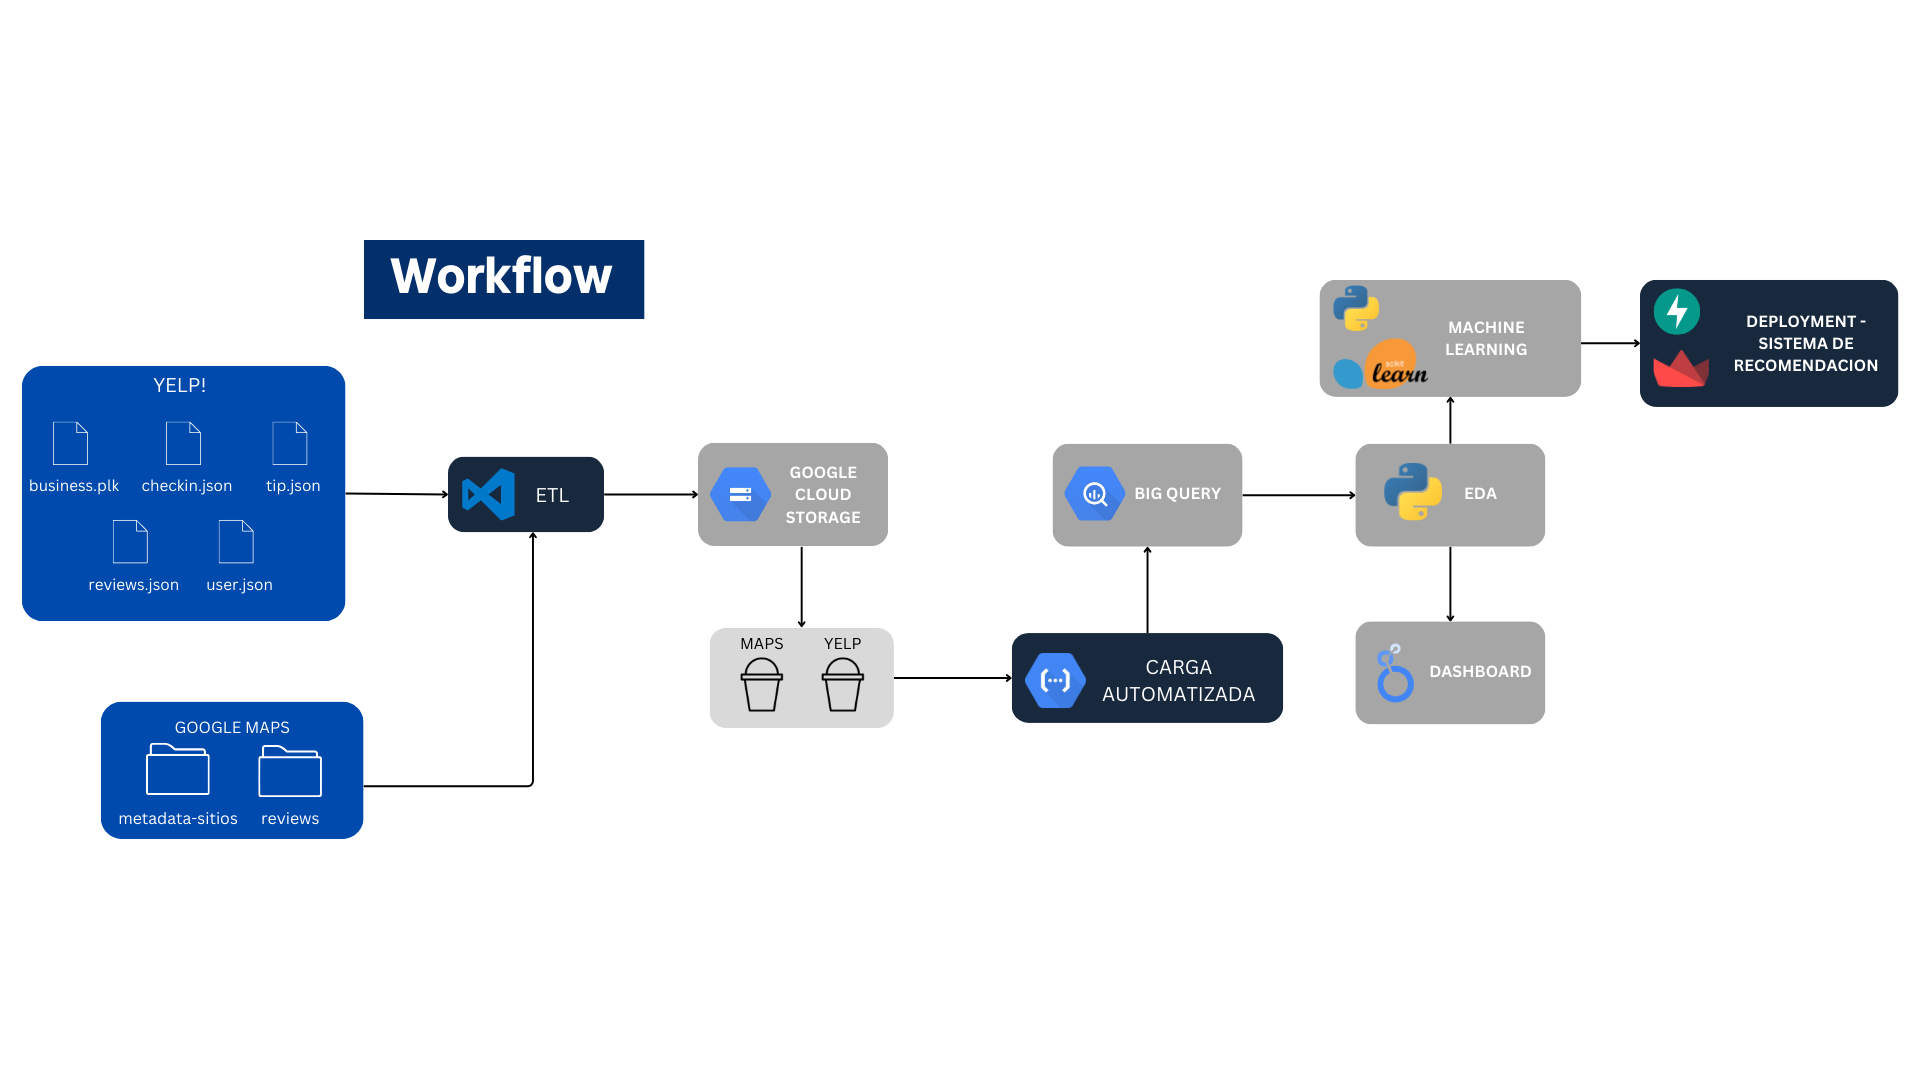 Workflow
YELP!
business.plk
checkin.json
tip.json
reviews.json
user.json
GOOGLE MAPS
metadata-sitios
reviews
ETL
GOOGLE
CLOUD
STORAGE
MAPS
YELP
CARGA
AUTOMATIZADA
BIG QUERY
EDA
DASHBOARD
scikit
learn
MACHINE
LEARNING
DEPLOYMENT -
SISTEMA DE
RECOMENDACION